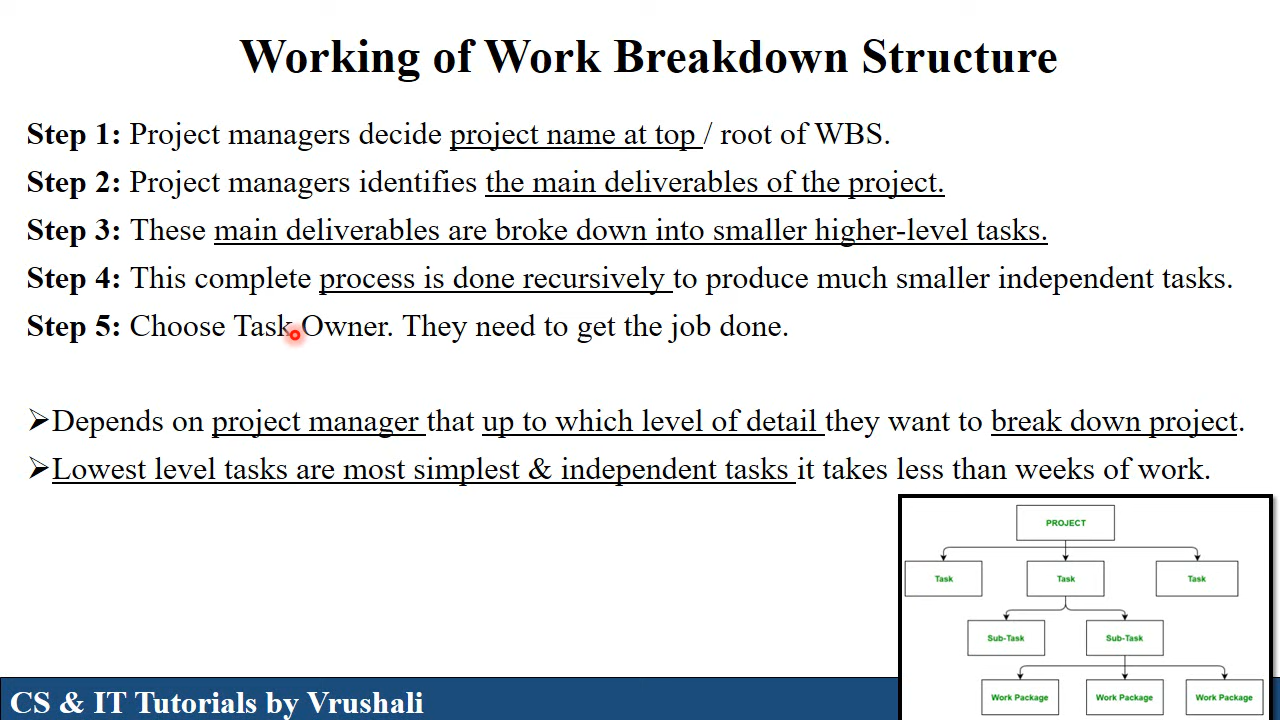 Working of Work Breakdown Structure
Step 1: Project managers decide project name at top / root of WBS.
Step 2: Project managers identifies the main deliverables of the project.
Step 3: These main deliverables are broke down into smaller higher-level tasks.
Step 4: This complete process is done recursively to produce much smaller independent tasks.
Step 5: Choose Task Owner. They need to get the job done.
➢Depends on project manager that up to which level of detail they want to break down project.
➢Lowest level tasks are most simplest & independent tasks it takes less than weeks of work.
PROJECT
Task Task Task
Sub-Task Sub-Task
Work Package Work Package Work Package
CS & IT Tutorials by Vrushali